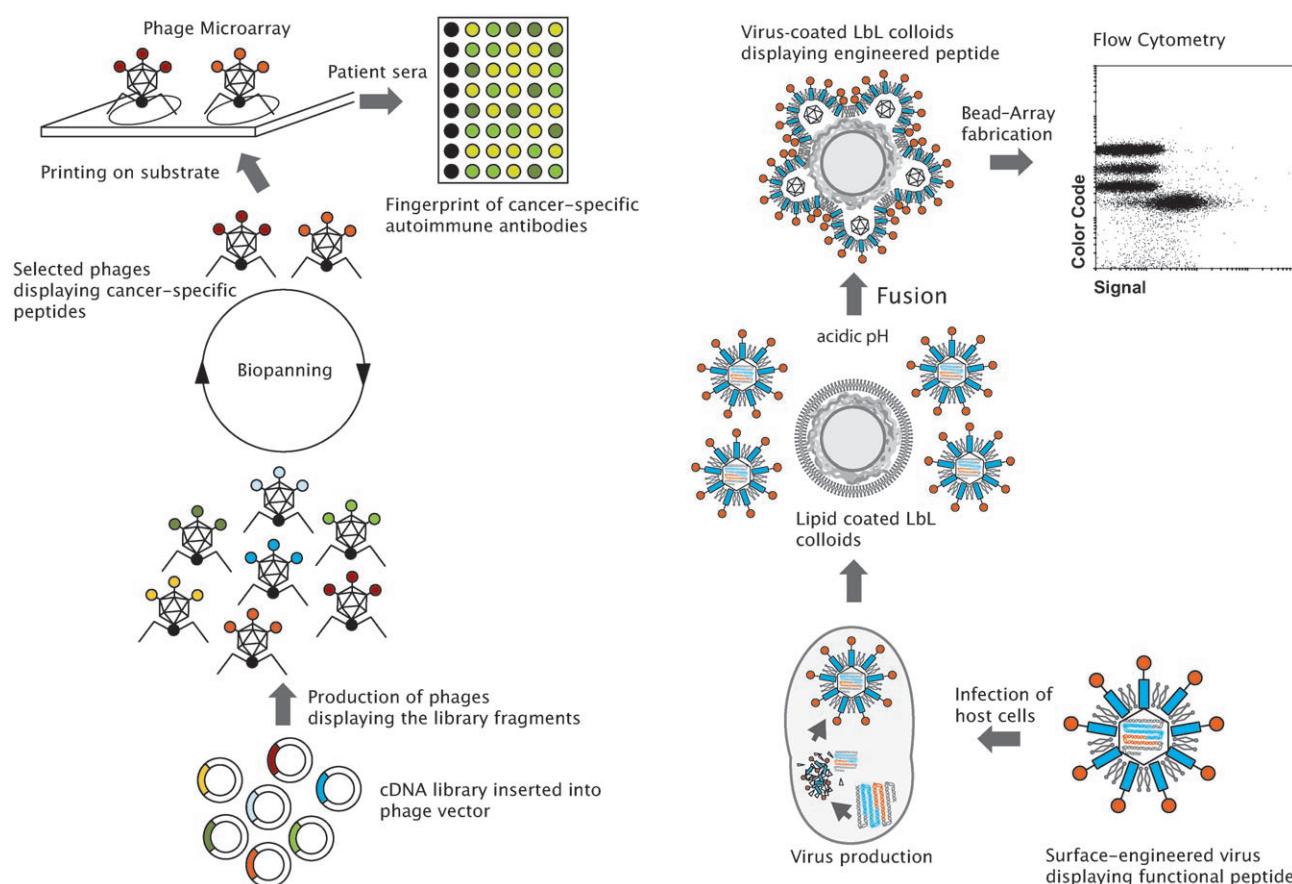 Phage Microarray
Patient sera
Printing on substrate
Fingerprint of cancer-specific
autoimmune antibodies
Selected phages
displaying cancer-specific
peptides
Biopanning
Production of phages
displaying the library fragments
cDNA library inserted into
phage vector
Virus-coated LbL colloids
displaying engineered peptide
Bead-Array
fabrication
Flow Cytometry
Color Code
Signal
Fusion
acidic pH
Lipid coated LbL
colloids
Infection of
host cells
Virus production
Surface-engineered virus
displaying functional peptide